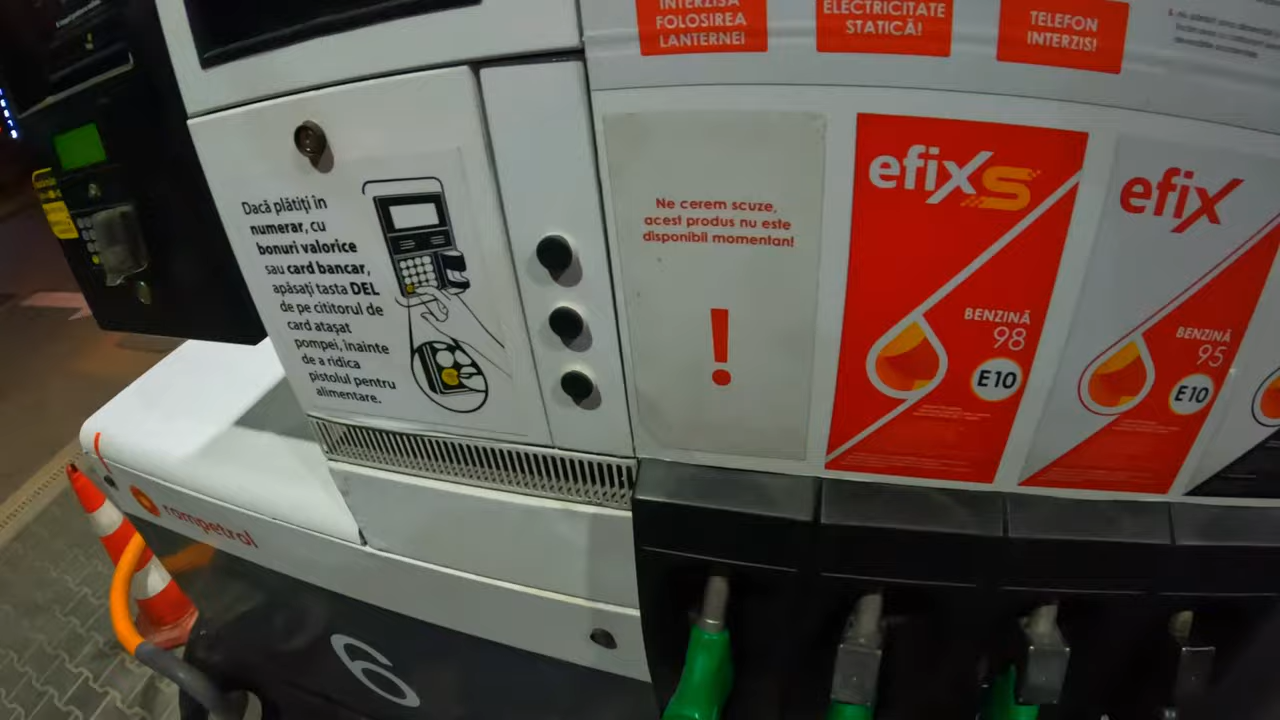 INTERZISĂ
FOLOSIREA
LANTERNEI
ELECTRICITATE
STATICĂ!
TELEFON
INTERZIS!
Dacă plătiți în
numerar, cu
bonuri valorice
sau card bancar,
apăsați tasta DEL
de pe cititorul de
card atașat
pompei, înainte
de a ridica
pistolul pentru
alimentare.
Ne cerem scuze,
acest produs nu este
disponibil momentan!
!
efixs
BENZINĂ
98
E10
efix
BENZINĂ
95
E10
rompetrol
6